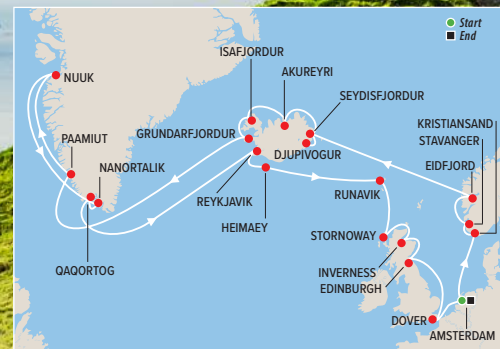 Start
End
ISAFJORDUR
AKUREYRI
NUUK
SEYDISFJORDUR
KRISTIANSAND
STAVANGER
PAAMIUT
GRUNDARFJORDUR
EIDFJORD
DJUPIVOGUR
NANORTALIK
REYKJAVIK
RUNAVIK
HEIMAEY
STORNOWAY
QAQORTOG
INVERNESS
EDINBURGH
DOVER
AMSTERDAM